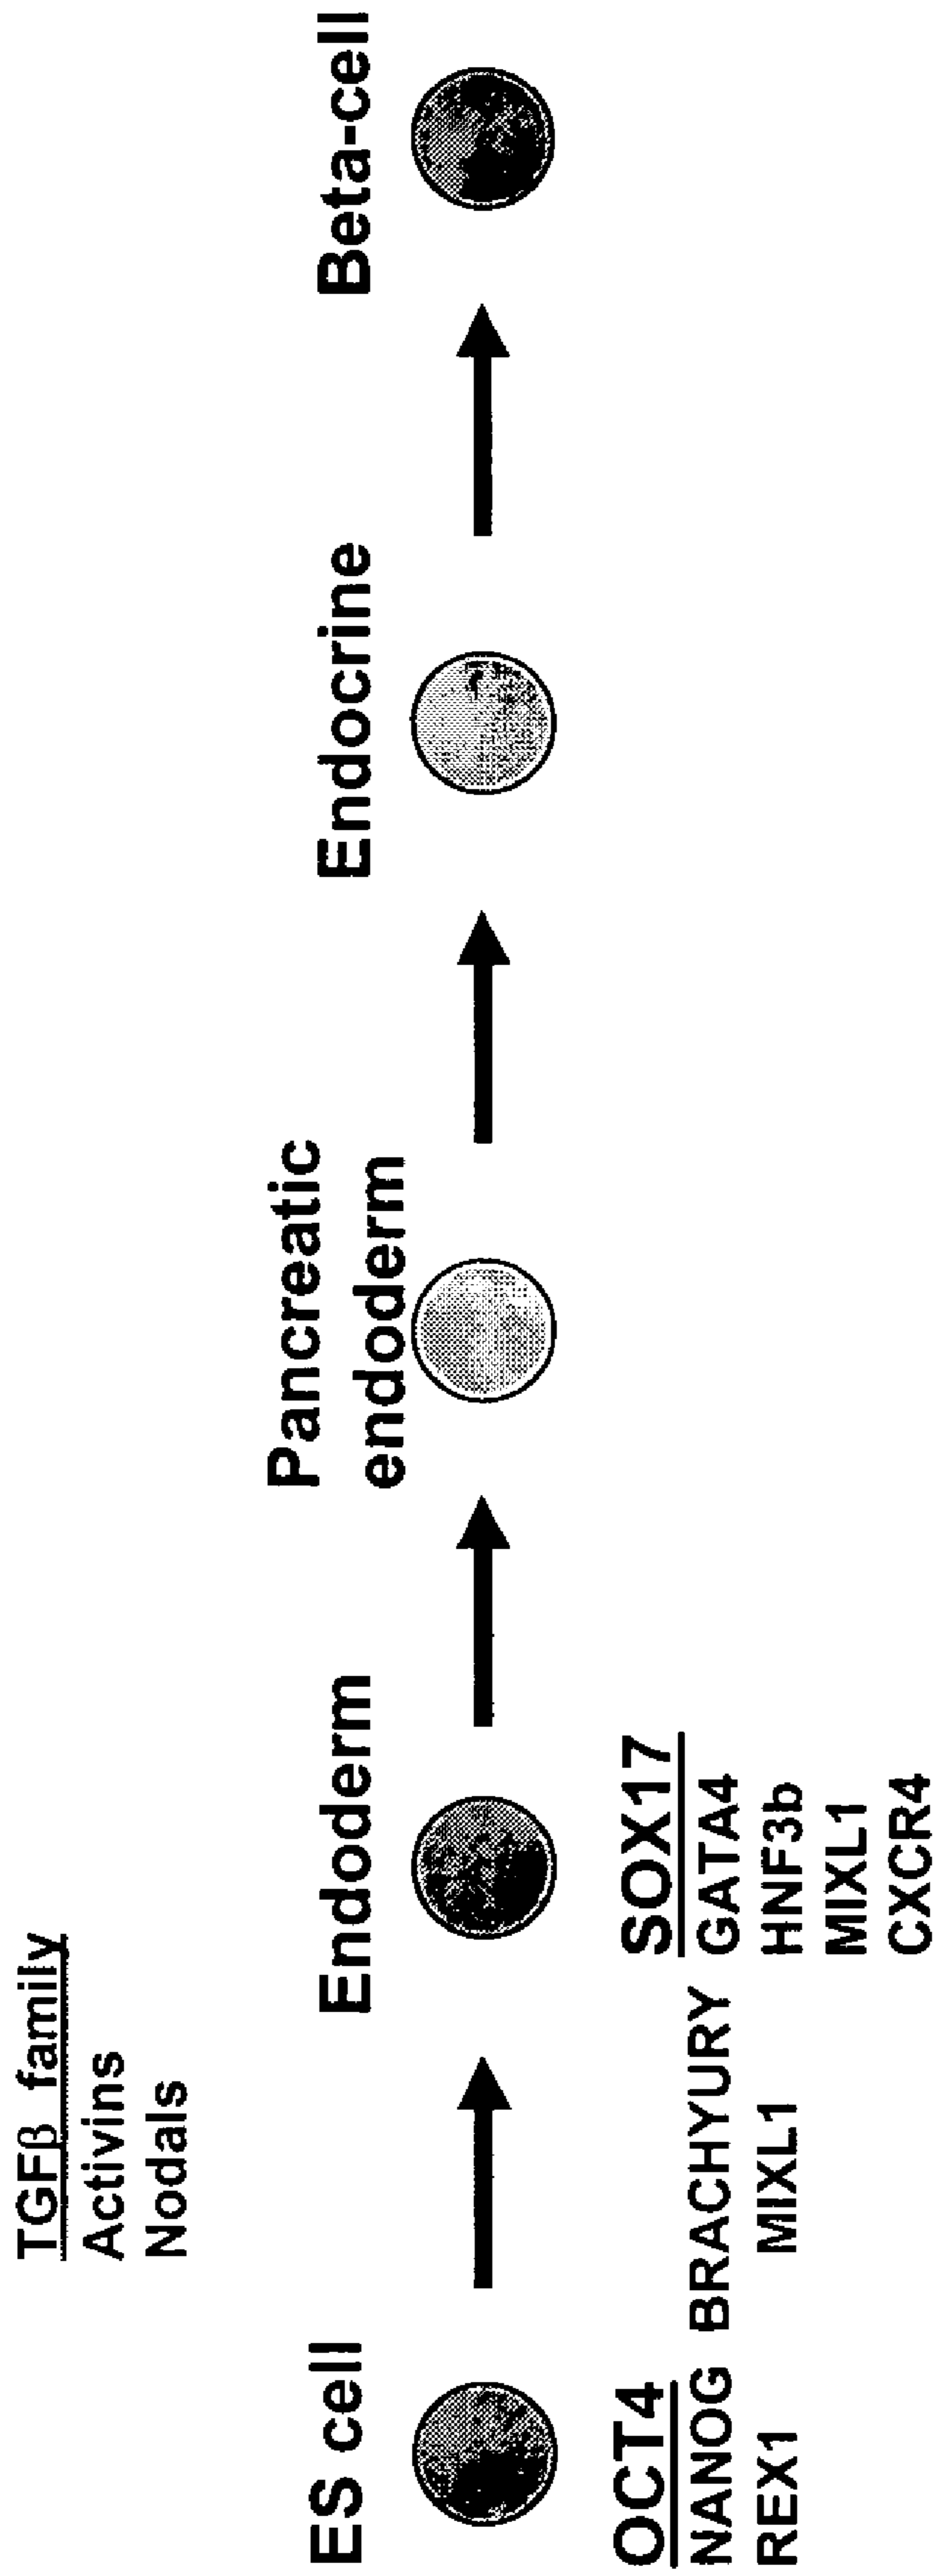 TGFβ family
Activins
Nodals
ES cell
Endoderm
Pancreatic
endoderm
Endocrine
Beta-cell
OCT4
NANOG
REX1
BRACHYURY
MIXL1
SOX17
GATA4
HNF3b
MIXL1
CXCR4